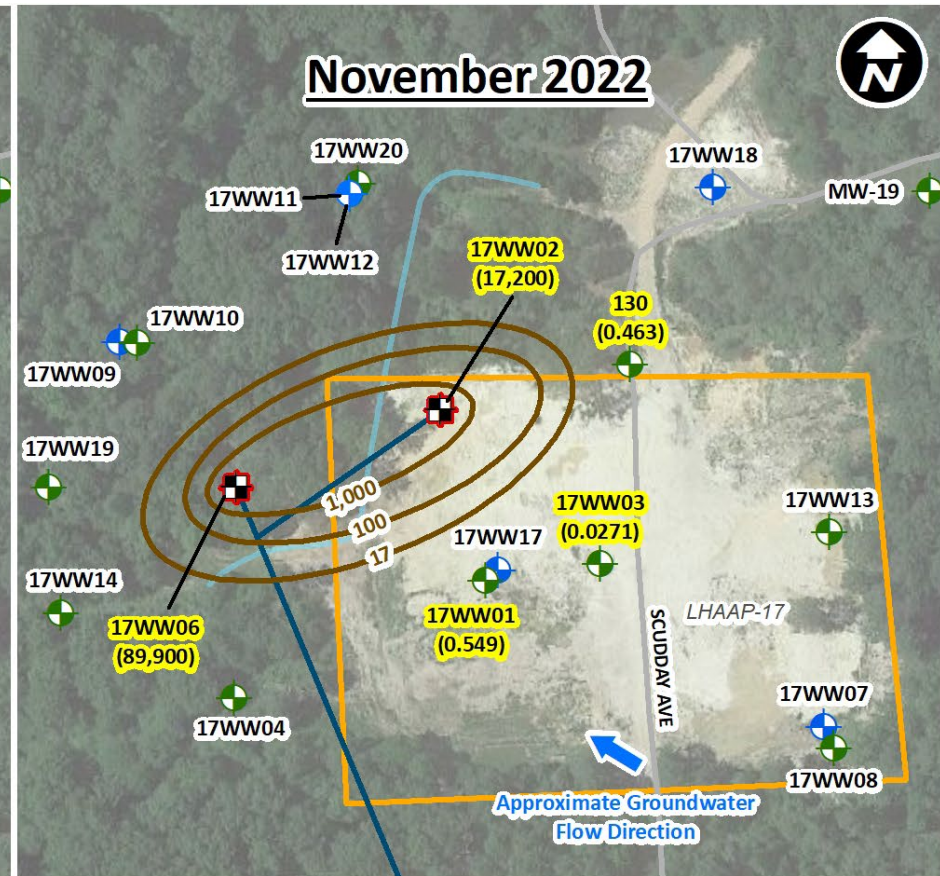 November 2022
N
17WW20
17WW11
17WW12
17WW18
MW-19
17WW02
(17,200)
130
(0.463)
17WW10
17WW09
17WW19
17WW14
17WW06
(89,900)
17WW04
1,000
100
17
17WW17
17WW03
(0.0271)
17WW01
(0.549)
17WW13
LHAAP-17
SCUDDAY AVE
17WW07
17WW08
Approximate Groundwater
Flow Direction